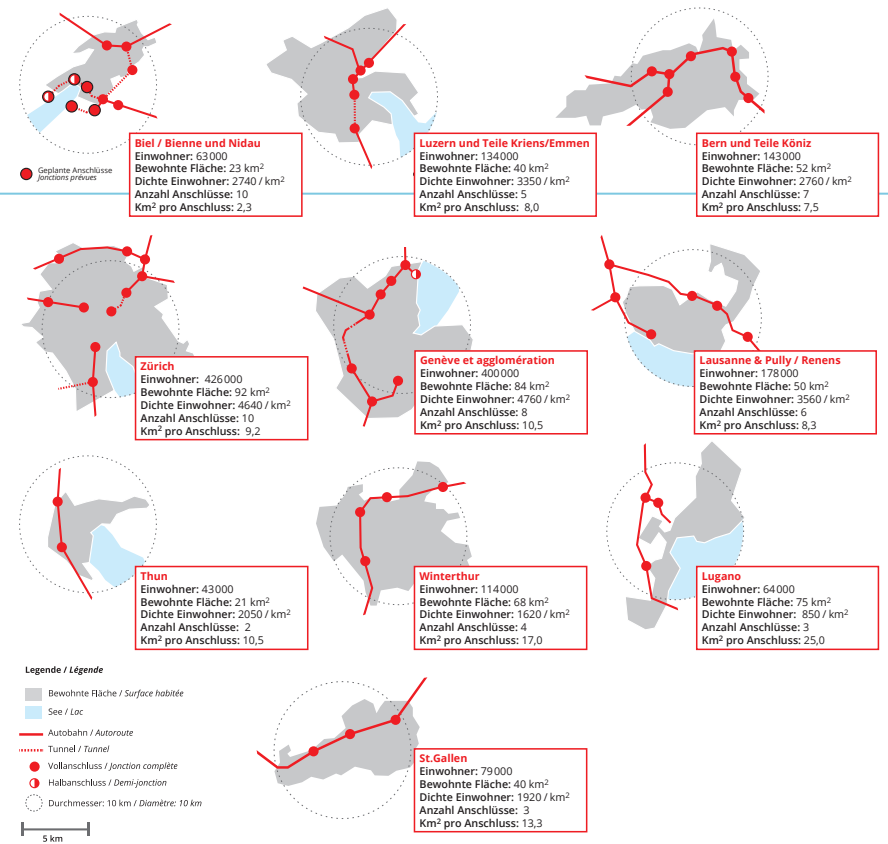 Geplante Anschlüsse
Jonctions prévues
Biel / Bienne und Nidau
Einwohner: 63000
Bewohnte Fläche: 23 km²
Dichte Einwohner: 2740 / km²
Anzahl Anschlüsse: 10
Km² pro Anschluss: 2,3
Luzern und Teile Kriens/Emmen
Einwohner: 134000
Bewohnte Fläche: 40 km²
Dichte Einwohner: 3350 / km²
Anzahl Anschlüsse: 5
Km² pro Anschluss: 8,0
Bern und Teile Köniz
Einwohner: 143000
Bewohnte Fläche: 52 km²
Dichte Einwohner: 2760 / km²
Anzahl Anschlüsse: 7
Km² pro Anschluss: 7,5
Zürich
Einwohner: 426000
Bewohnte Fläche: 92 km²
Dichte Einwohner: 4640 / km²
Anzahl Anschlüsse: 10
Km² pro Anschluss: 9,2
Genève et agglomération
Einwohner: 400000
Bewohnte Fläche: 84 km²
Dichte Einwohner: 4760 / km²
Anzahl Anschlüsse: 8
Km² pro Anschluss: 10,5
Lausanne & Pully / Renens
Einwohner: 178000
Bewohnte Fläche: 50 km²
Dichte Einwohner: 3560 / km²
Anzahl Anschlüsse: 6
Km² pro Anschluss: 8,3
Thun
Einwohner: 43000
Bewohnte Fläche: 21 km²
Dichte Einwohner: 2050 / km²
Anzahl Anschlüsse: 2
Km² pro Anschluss: 10,5
Winterthur
Einwohner: 114000
Bewohnte Fläche: 68 km²
Dichte Einwohner: 1620 / km²
Anzahl Anschlüsse: 4
Km² pro Anschluss: 17,0
Lugano
Einwohner: 64000
Bewohnte Fläche: 75 km²
Dichte Einwohner: 850 / km²
Anzahl Anschlüsse: 3
Km² pro Anschluss: 25,0
Legende / Légende
Bewohnte Fläche / Surface habitée
See / Lac
Autobahn / Autoroute
Tunnel / Tunnel
Vollanschluss / Jonction complète
Halbanschluss / Demi-jonction
Durchmesser: 10 km / Diamètre: 10 km
5 km
St.Gallen
Einwohner: 79000
Bewohnte Fläche: 40 km²
Dichte Einwohner: 1920 / km²
Anzahl Anschlüsse: 3
Km² pro Anschluss: 13,3